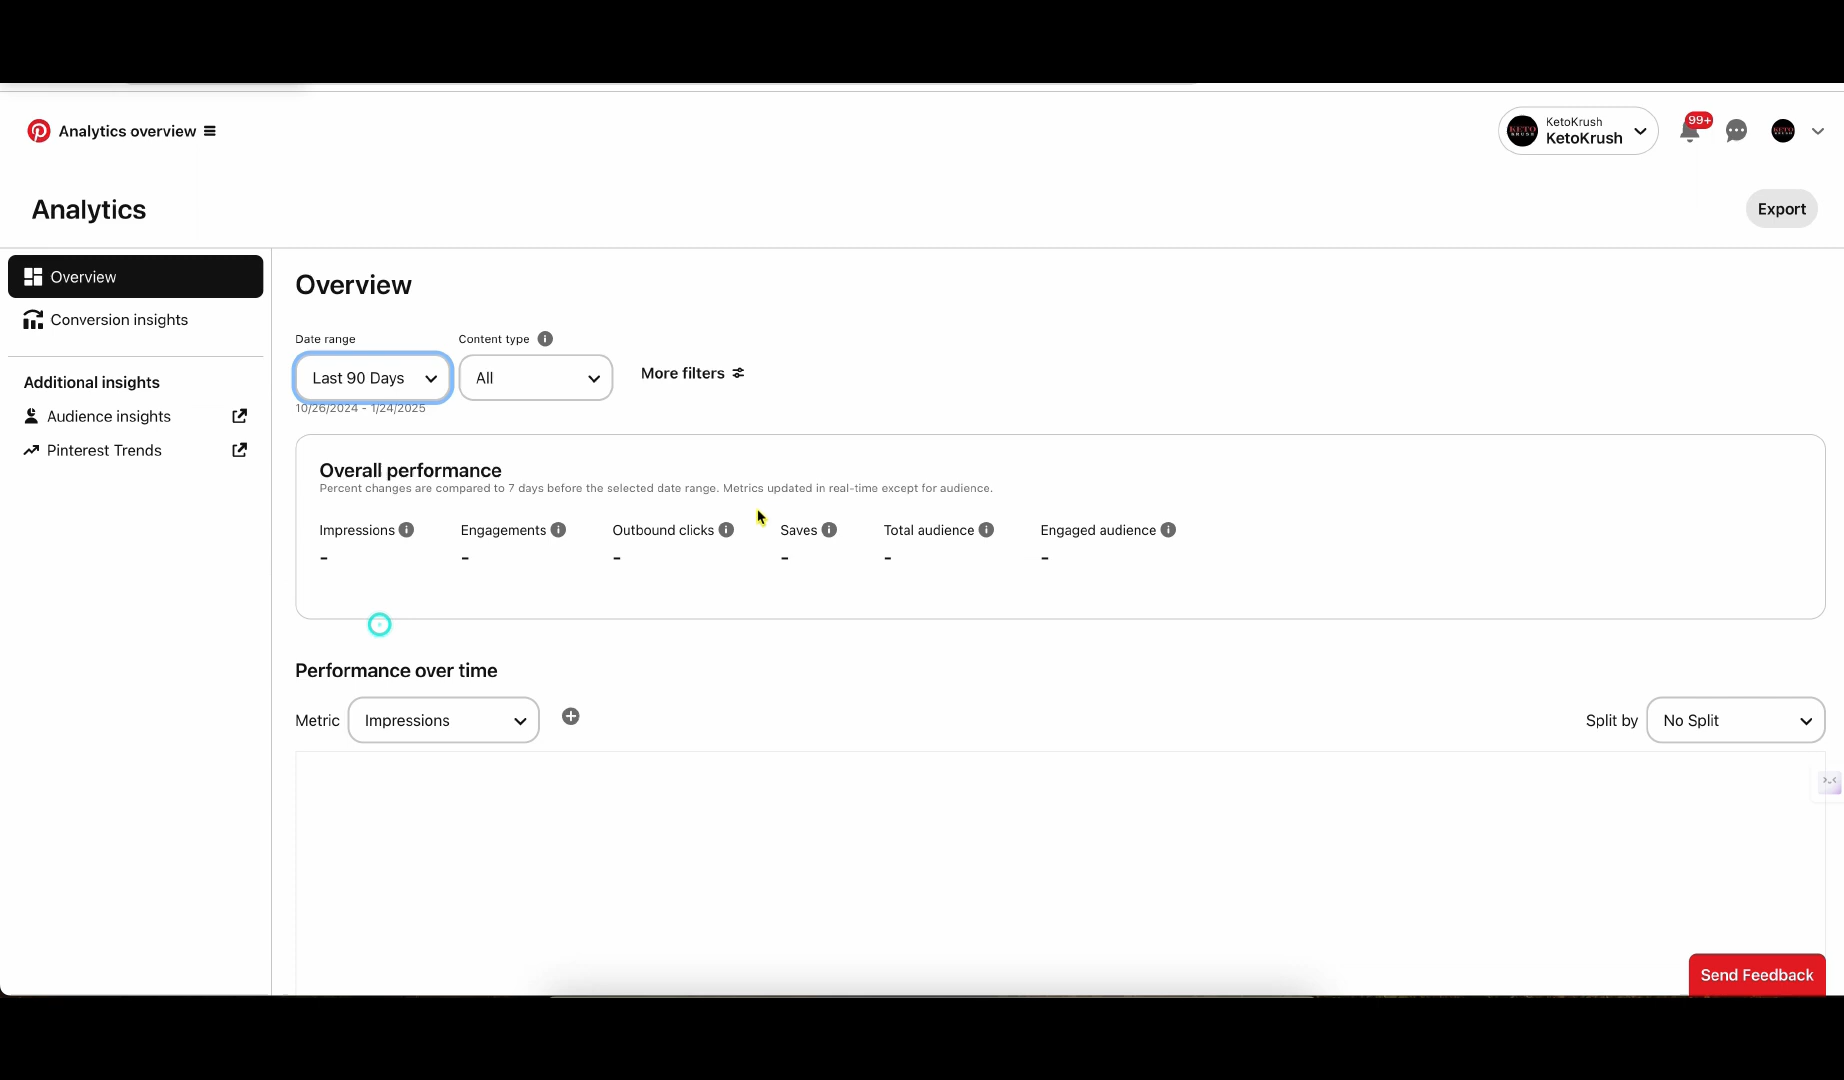 Analytics overview
KetoKrush
KetoKrush
99+
Analytics
Export
Overview
Conversion insights
Additional insights
Audience insights
Pinterest Trends
Overview
Date range
Content type
Last 90 Days
All
More filters
10/26/2024 - 1/24/2025
Overall performance
Percent changes are compared to 7 days before the selected date range. Metrics updated in real-time except for audience.
Impressions Engagements Outbound clicks Saves Total audience Engaged audience
- - - - - -
Performance over time
Metric Impressions
Split by No Split
Send Feedback